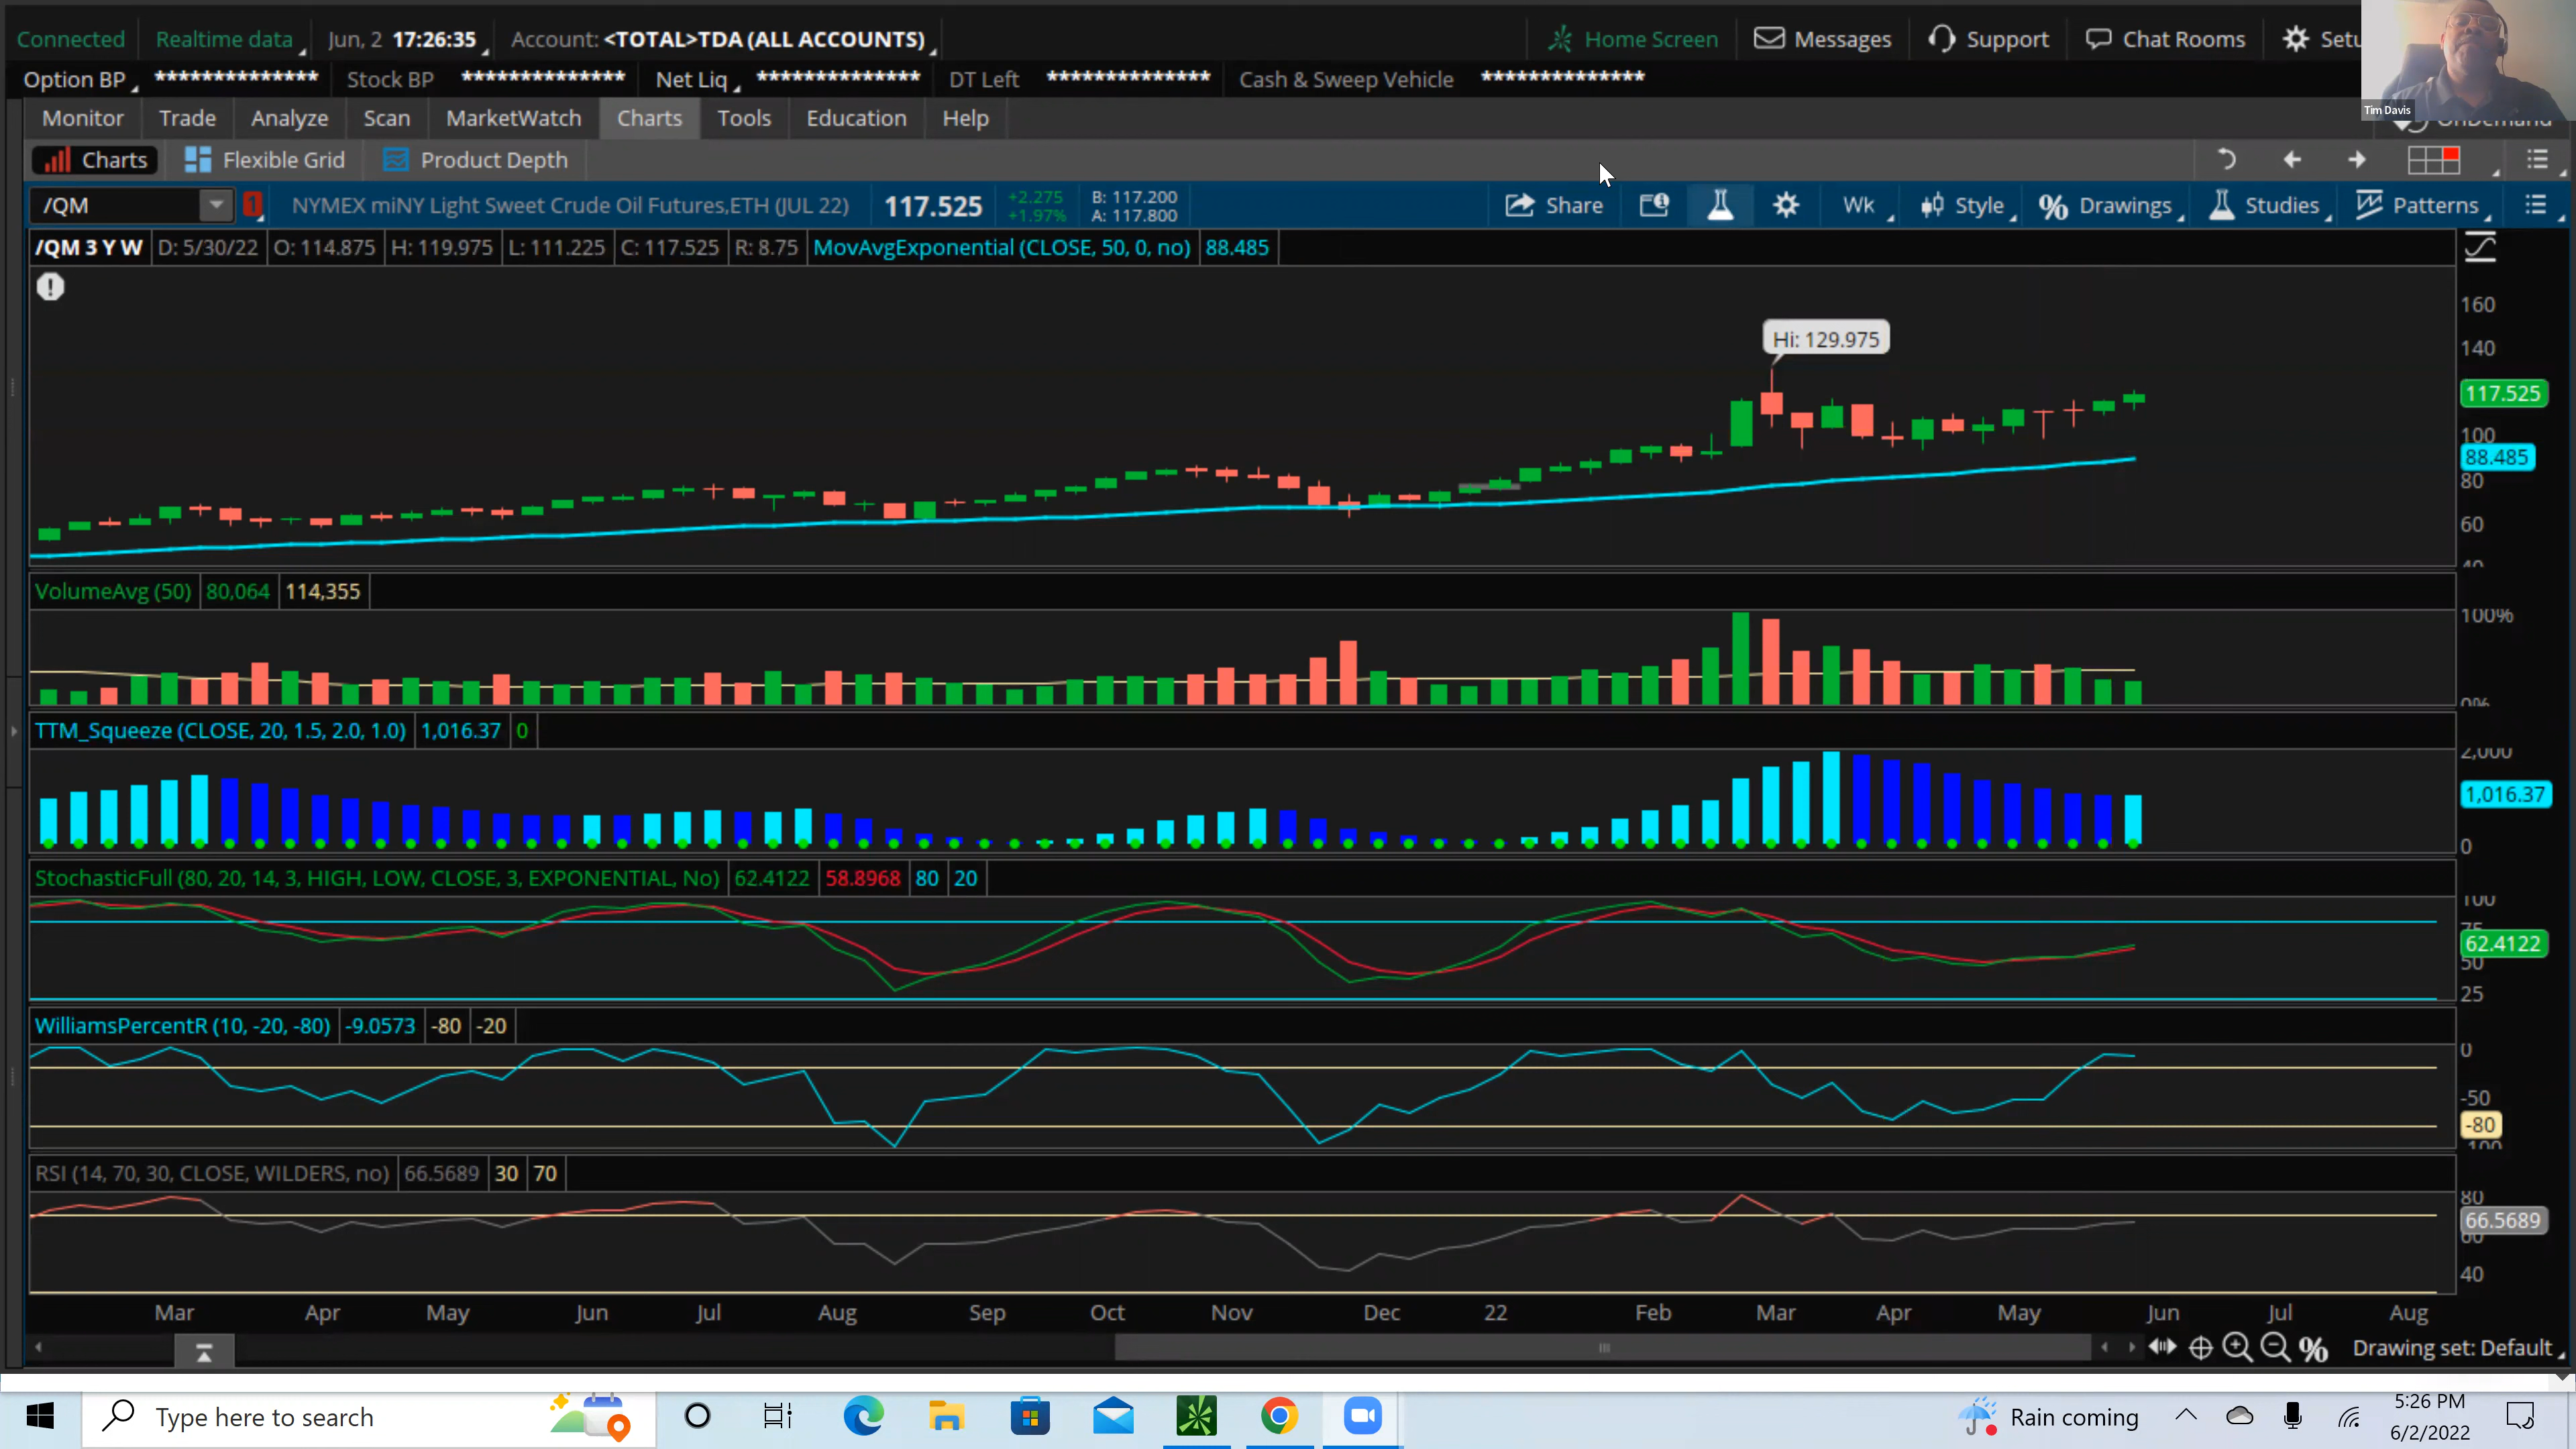 Connected Realtime data Jun, 2 17:26:35 Account: <TOTAL>TDA (ALL ACCOUNTS) Home Screen Messages Support Chat Rooms Setu
Option BP ************** Stock BP ************** Net Liq ************** DT Left ************** Cash & Sweep Vehicle **************
Tim Davis
Monitor Trade Analyze Scan MarketWatch Charts Tools Education Help OnDemand
Charts Flexible Grid Product Depth
/QM 1 NYMEX miNY Light Sweet Crude Oil Futures,ETH (JUL 22) 117.525 +2.275 +1.97% B: 117.200 A: 117.800 Share Wk Style Drawings Studies Patterns
/QM 3 Y W D: 5/30/22 O: 114.875 H: 119.975 L: 111.225 C: 117.525 R: 8.75 MovAvgExponential (CLOSE, 50, 0, no) 88.485
160
Hi: 129.975
140
117.525
100
88.485
80
60
40
VolumeAvg (50) 80,064 114,355
100%
0%
TTM_Squeeze (CLOSE, 20, 1.5, 2.0, 1.0) 1,016.37 0
2,000
1,016.37
0
StochasticFull (80, 20, 14, 3, HIGH, LOW, CLOSE, 3, EXPONENTIAL, No) 62.4122 58.8968 80 20
100
75
62.4122
50
25
WilliamsPercentR (10, -20, -80) -9.0573 -80 -20
0
-50
-80
-100
RSI (14, 70, 30, CLOSE, WILDERS, no) 66.5689 30 70
80
66.5689
60
40
Mar Apr May Jun Jul Aug Sep Oct Nov Dec 22 Feb Mar Apr May Jun Jul Aug
Drawing set: Default
Type here to search Rain coming 5:26 PM
6/2/2022